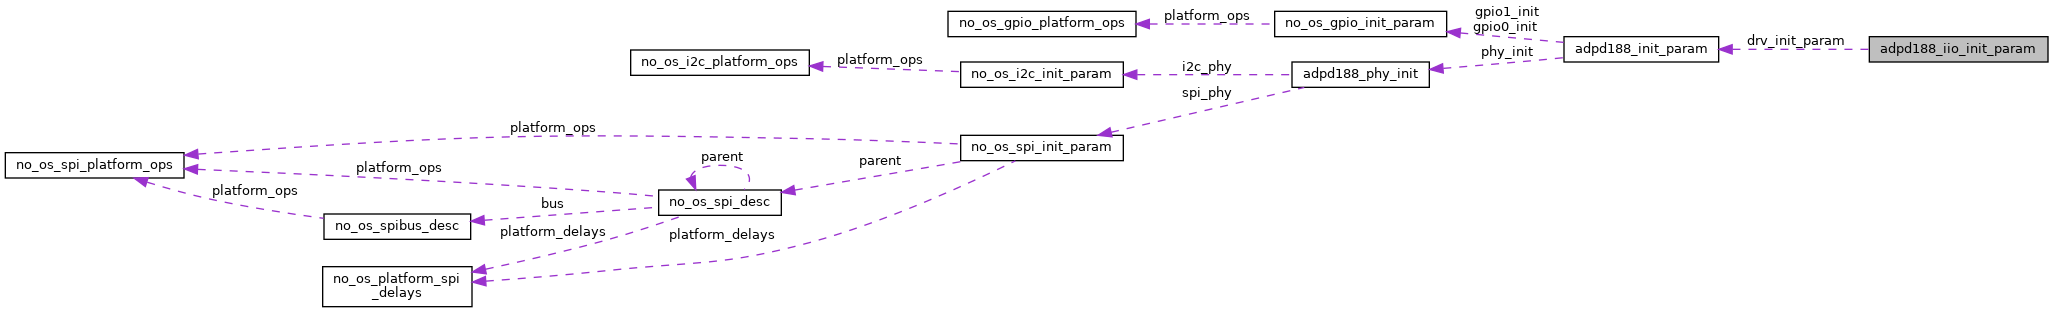 no_os_gpio_platform_ops
platform_ops
no_os_gpio_init_param
gpio1_init
gpio0_init
adpd188_init_param
drv_init_param
adpd188_iio_init_param
phy_init
no_os_i2c_platform_ops
platform_ops
no_os_i2c_init_param
i2c_phy
adpd188_phy_init
spi_phy
platform_ops
no_os_spi_init_param
no_os_spi_platform_ops
platform_ops
parent
parent
platform_ops
no_os_spi_desc
bus
no_os_spibus_desc
platform_delays
platform_delays
no_os_platform_spi
_delays